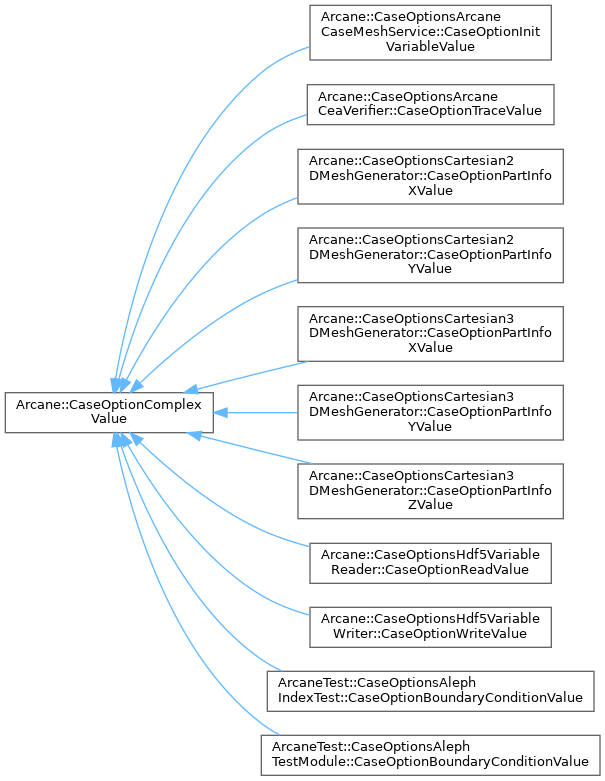 Arcane::CaseOptionsArcane
CaseMeshService::CaseOptionInit
VariableValue
Arcane::CaseOptionsArcane
CeaVerifier::CaseOptionTraceValue
Arcane::CaseOptionsCartesian2
DMeshGenerator::CaseOptionPartInfo
XValue
Arcane::CaseOptionsCartesian2
DMeshGenerator::CaseOptionPartInfo
YValue
Arcane::CaseOptionsCartesian3
DMeshGenerator::CaseOptionPartInfo
XValue
Arcane::CaseOptionComplex
Value
Arcane::CaseOptionsCartesian3
DMeshGenerator::CaseOptionPartInfo
YValue
Arcane::CaseOptionsCartesian3
DMeshGenerator::CaseOptionPartInfo
ZValue
Arcane::CaseOptionsHdf5Variable
Reader::CaseOptionReadValue
Arcane::CaseOptionsHdf5Variable
Writer::CaseOptionWriteValue
ArcaneTest::CaseOptionsAleph
IndexTest::CaseOptionBoundaryConditionValue
ArcaneTest::CaseOptionsAleph
TestModule::CaseOptionBoundaryConditionValue